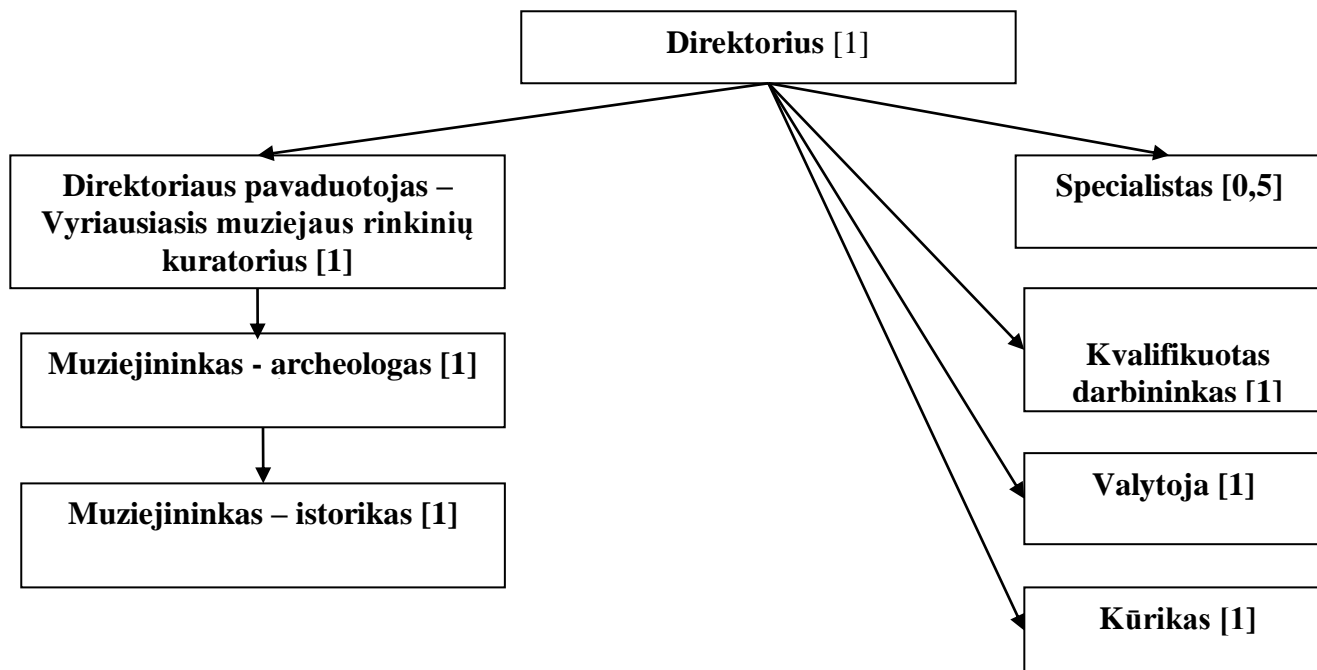 Direktorius [1]
Direktoriaus pavaduotojas –
Vyriausiasis muziejaus rinkinių
kuratorius [1]
Muziejininkas - archeologas [1]
Muziejininkas – istorikas [1]
Specialistas [0,5]
Kvalifikuotas
darbininkas [1]
Valytoja [1]
Kūrikas [1]